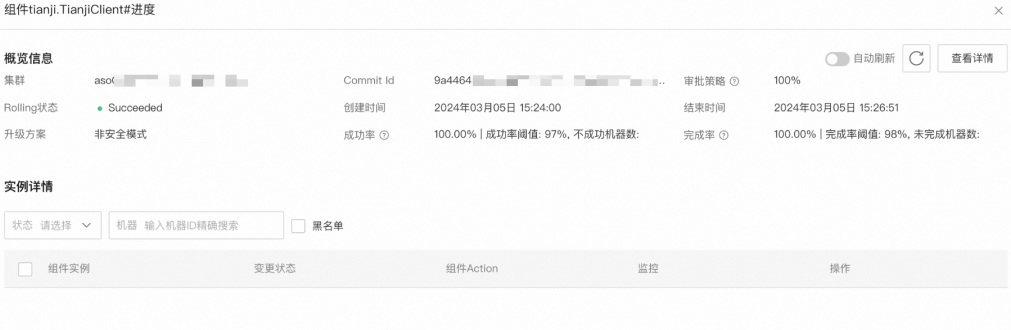 组件tianji.TianjiClient#进度
概览信息
自动刷新
查看详情
集群 Commit Id 9a4464 审批策略 100%
Rolling状态 Succeeded 创建时间 2024年03月05日 15:24:00 结束时间 2024年03月05日 15:26:51
升级方案 非安全模式 成功率 100.00% | 成功率阈值: 97%, 不成功机器数: 完成率 100.00% | 完成率阈值: 98%, 未完成机器数:
实例详情
状态 请选择 机器 输入机器ID精确搜索 黑名单
组件实例 变更状态 组件Action 监控 操作